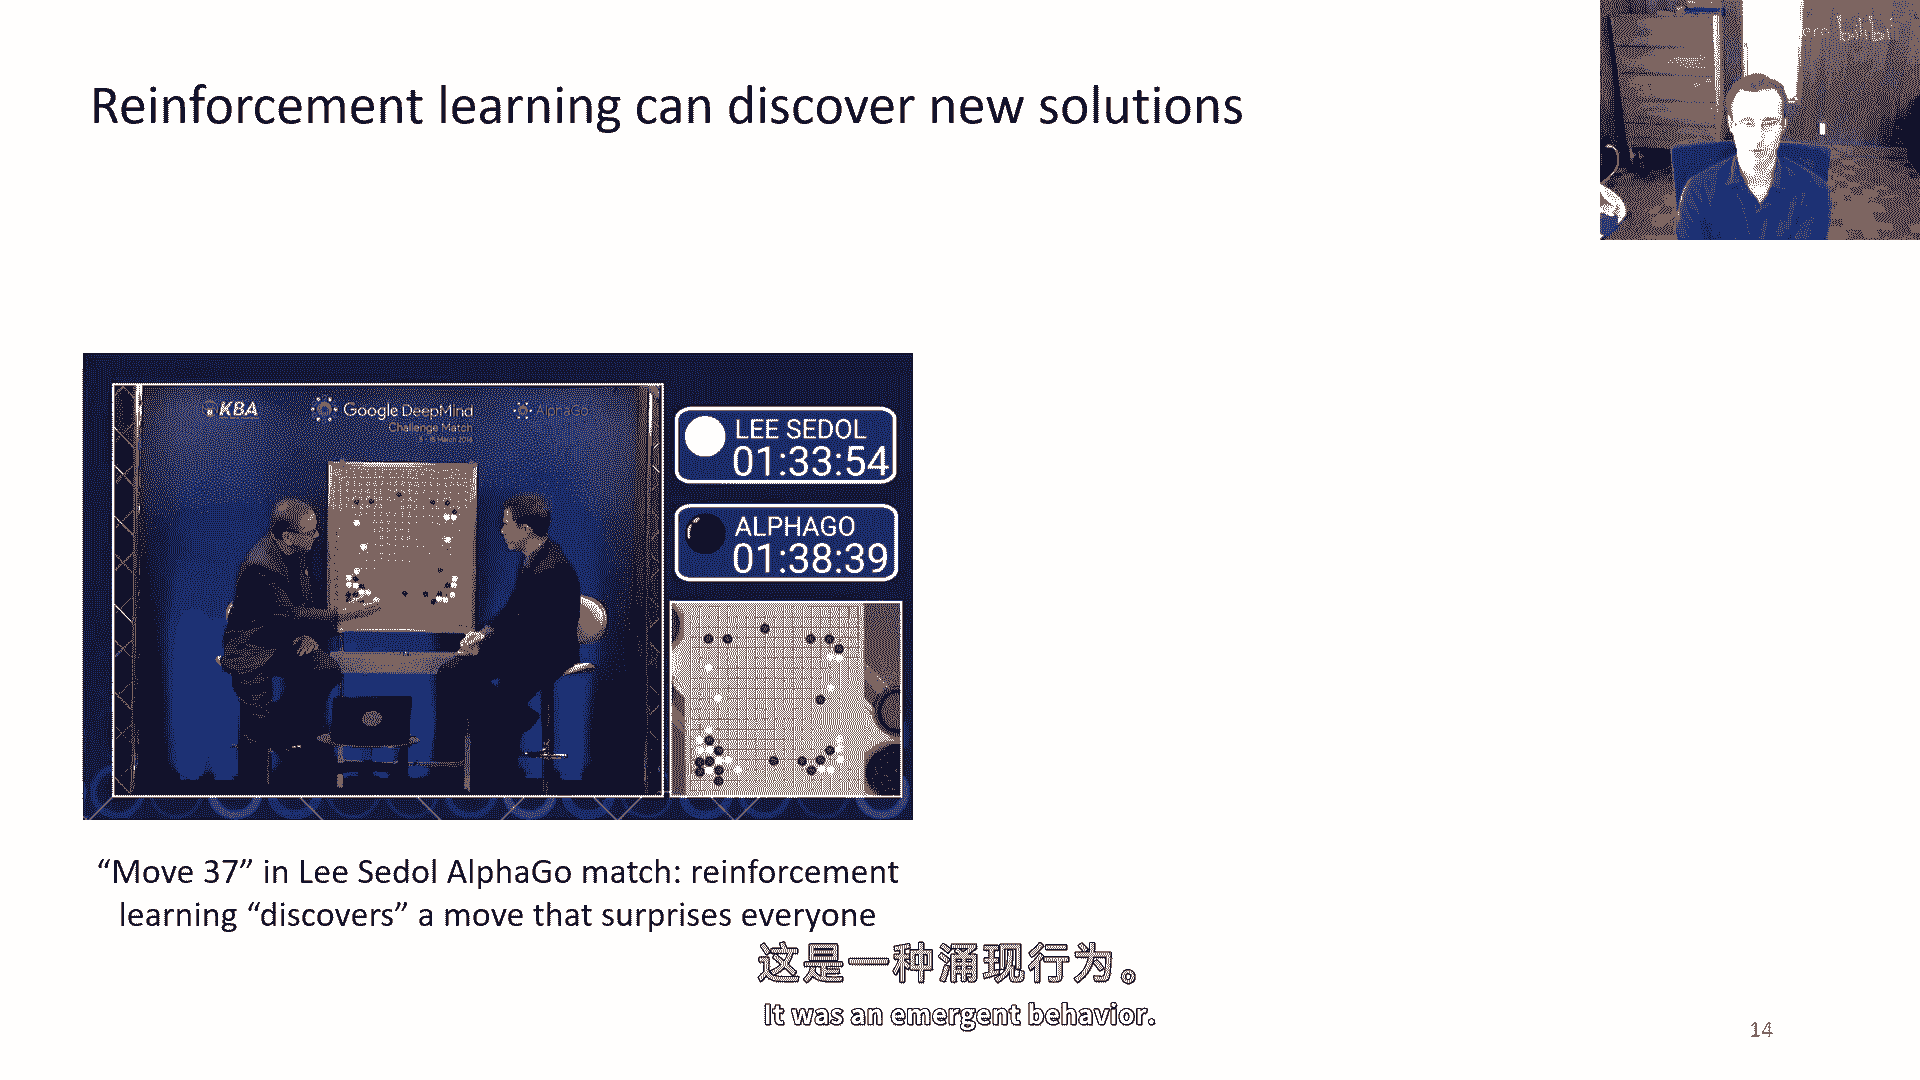 Reinforcement learning can discover new solutions
bilibi
KBA
Google DeepMind
Challenge Match
AlphaGo
LEE SEDOL
01:33:54
ALPHAGO
01:38:39
“Move 37” in Lee Sedol AlphaGo match: reinforcement
learning “discovers” a move that surprises everyone
这是一种涌现行为。
It was an emergent behavior.
14